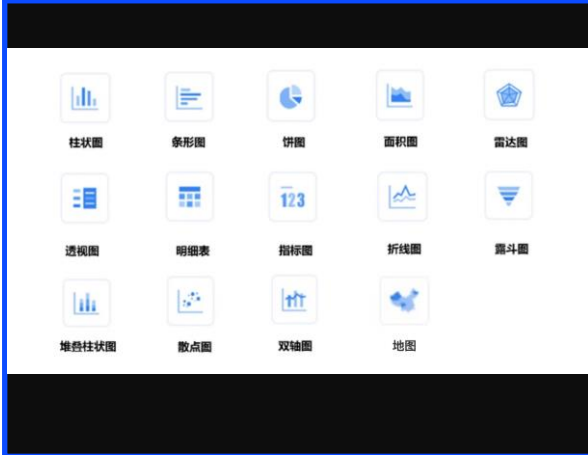 柱状图 条形图 饼图 面积图 雷达图
123
透视图 明细表 指标图 折线图 露斗图
堆叠柱状图 散点图 双轴图 地图